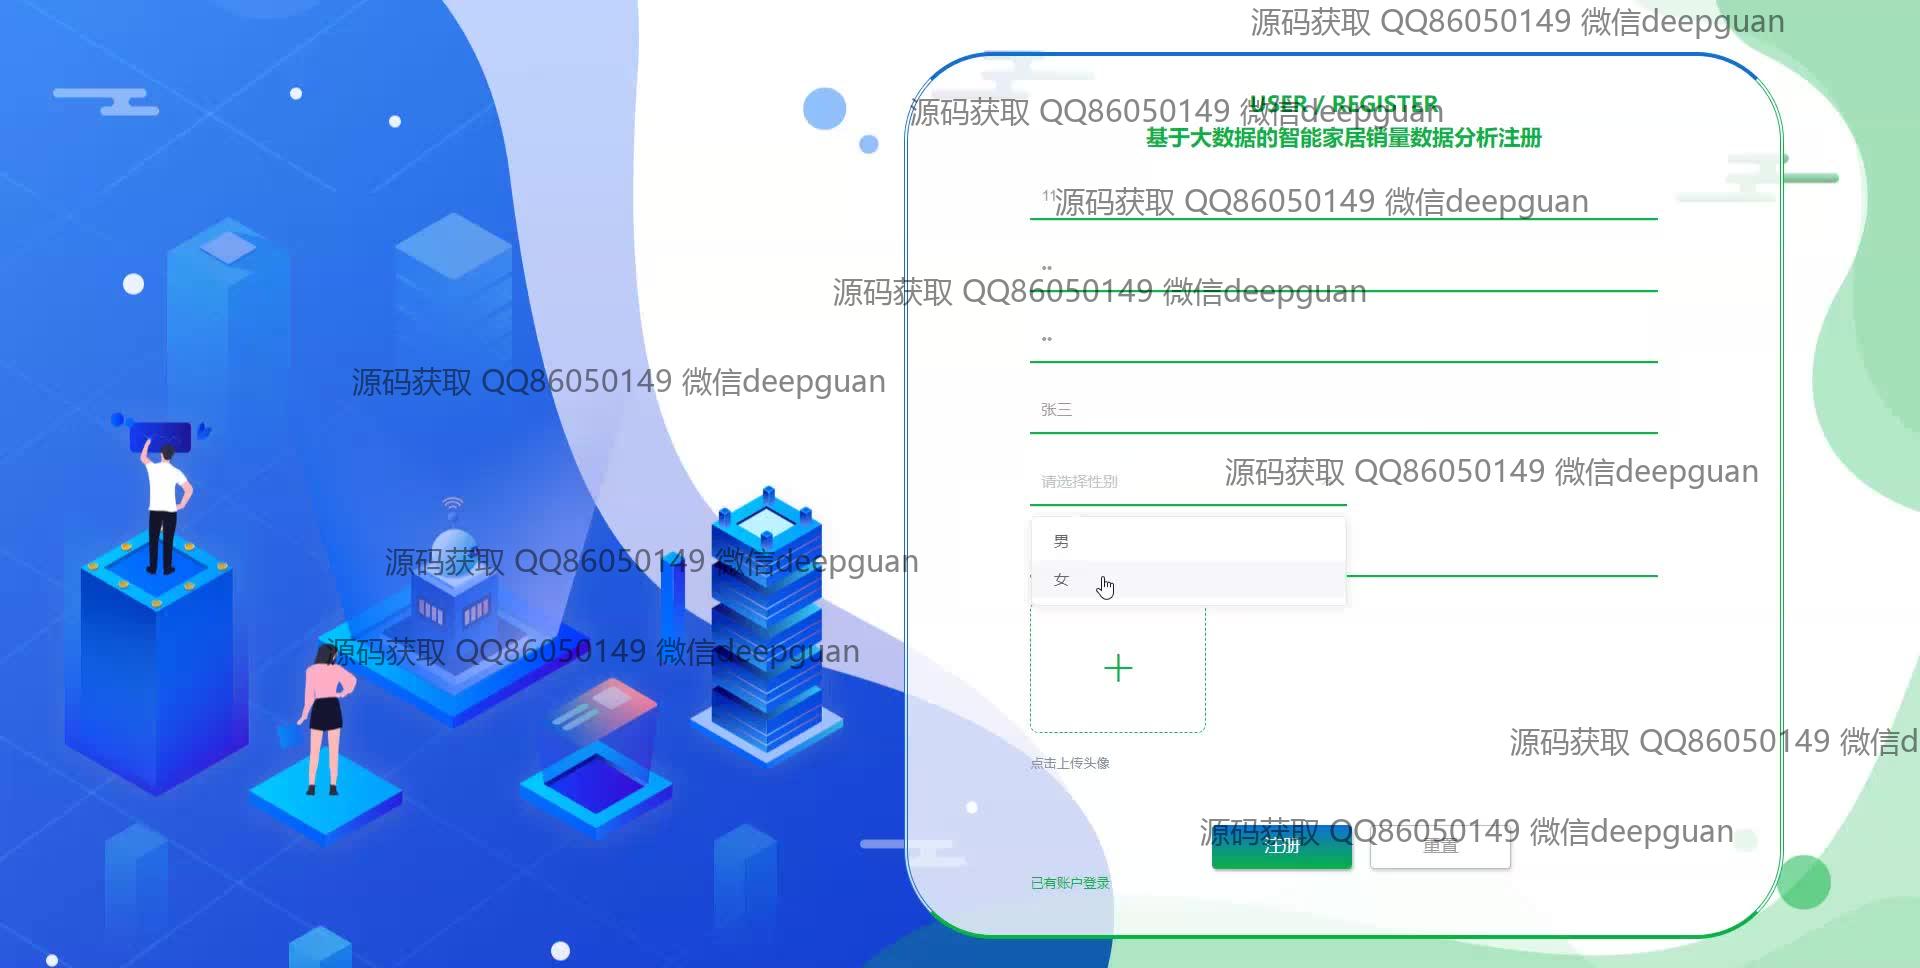 源码获取 QQ86050149 微信deepguan
USER / REGISTER
源码获取 QQ86050149 微信deepguan
基于大数据的智能家居销量数据分析注册
11
源码获取 QQ86050149 微信deepguan
••
源码获取 QQ86050149 微信deepguan
••
源码获取 QQ86050149 微信deepguan
张三
源码获取 QQ86050149 微信deepguan
请选择性别
男
源码获取 QQ86050149 微信deepguan
女
源码获取 QQ86050149 微信deepguan
源码获取 QQ86050149 微信d
点击上传头像
源码获取 QQ86050149 微信deepguan
注册
重置
已有账户登录